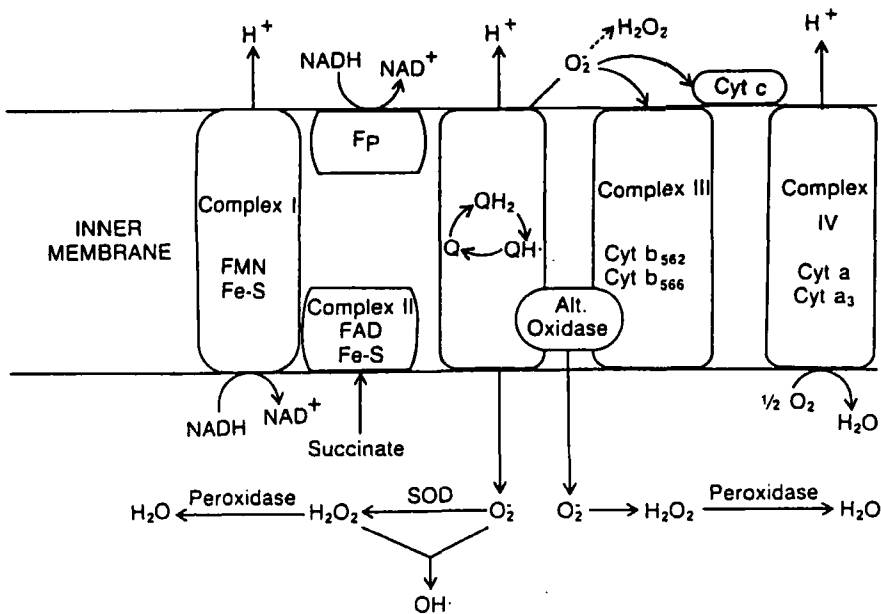 H⁺
NADH
NAD⁺
H⁺
O₂⁻̇
H₂O₂
H⁺
Cyt c
Fp
Complex I
FMN
Fe-S
INNER
MEMBRANE
QH₂
Q
QH·
Complex III
Cyt b₅₆₂
Cyt b₅₆₆
Complex
IV
Cyt a
Cyt a₃
Complex II
FAD
Fe-S
Alt.
Oxidase
NADH
NAD⁺
Succinate
½ O₂
H₂O
H₂O
Peroxidase
H₂O₂
SOD
O₂⁻̇
O₂⁻̇
H₂O₂
Peroxidase
H₂O
OH·